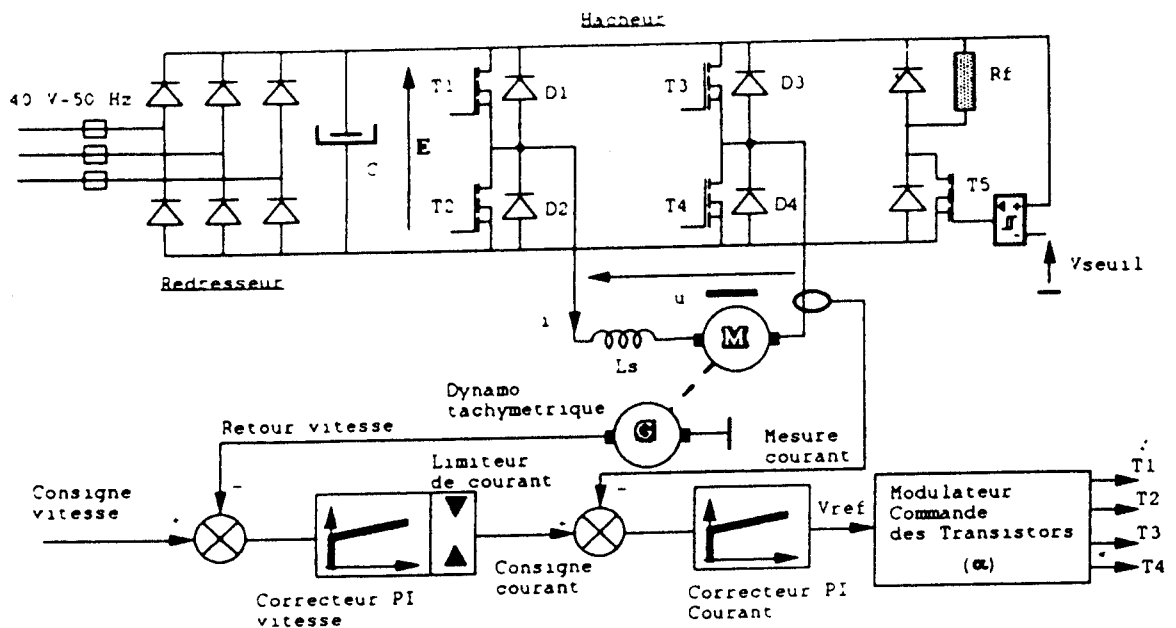 Hacheur
40 V-50 Hz
T1
D1
T3
D3
Rf
E
C
T2
D2
T4
D4
T5
Vseuil
Redresseur
u
i
M
Ls
Dynamo
tachymetrique
G
Retour vitesse
Mesure
courant
Limiteur
de courant
Consigne
vitesse
-
-
+
+
Vref
Modulateur
Commande
des Transistors
(α)
T1
T2
T3
T4
Consigne
courant
Correcteur PI
vitesse
Correcteur PI
Courant